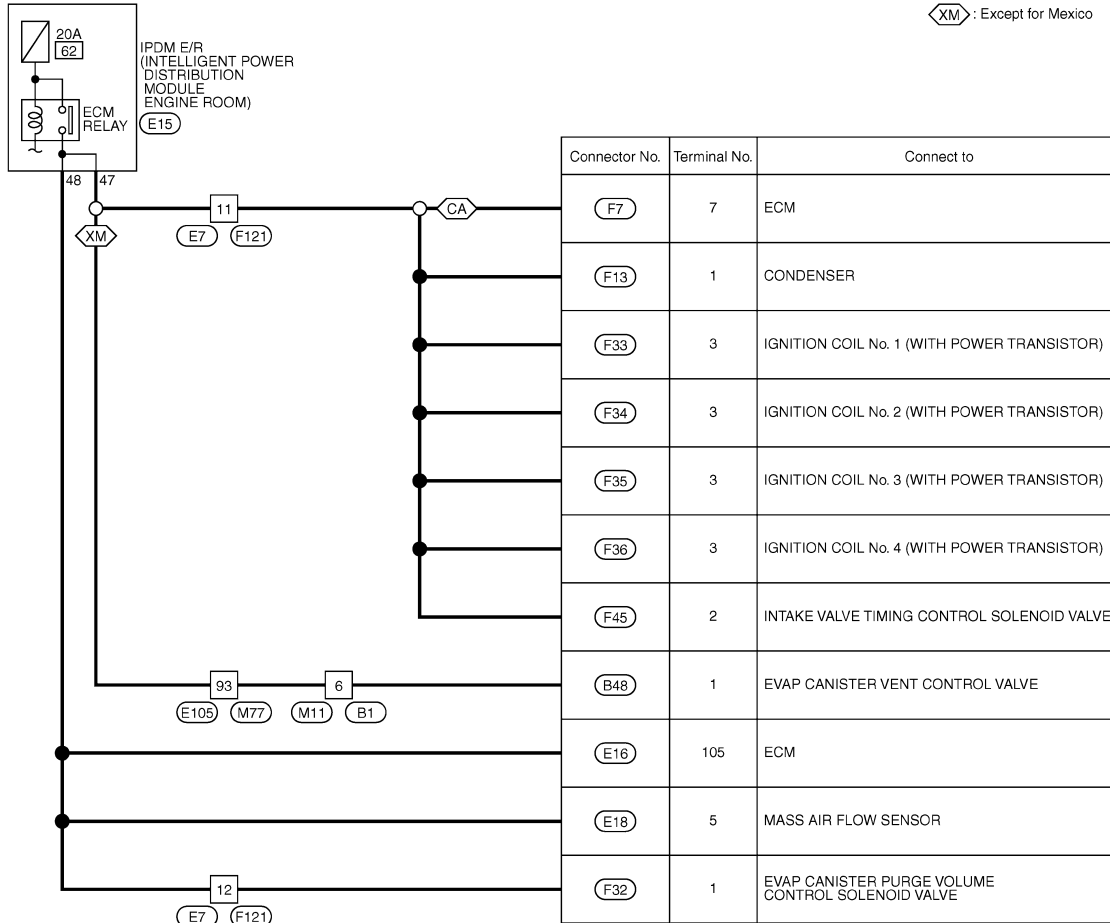 XM : Except for Mexico
20A
62
IPDM E/R
(INTELLIGENT POWER
DISTRIBUTION
MODULE
ENGINE ROOM)
E15
ECM
RELAY
48 47
Connector No. Terminal No. Connect to
11
E7 F121
XM
CA
F7 7 ECM
F13 1 CONDENSER
F33 3 IGNITION COIL No. 1 (WITH POWER TRANSISTOR)
F34 3 IGNITION COIL No. 2 (WITH POWER TRANSISTOR)
F35 3 IGNITION COIL No. 3 (WITH POWER TRANSISTOR)
F36 3 IGNITION COIL No. 4 (WITH POWER TRANSISTOR)
F45 2 INTAKE VALVE TIMING CONTROL SOLENOID VALVE
93 6
E105 M77 M11 B1
B48 1 EVAP CANISTER VENT CONTROL VALVE
E16 105 ECM
E18 5 MASS AIR FLOW SENSOR
12
E7 F121
F32 1 EVAP CANISTER PURGE VOLUME
CONTROL SOLENOID VALVE